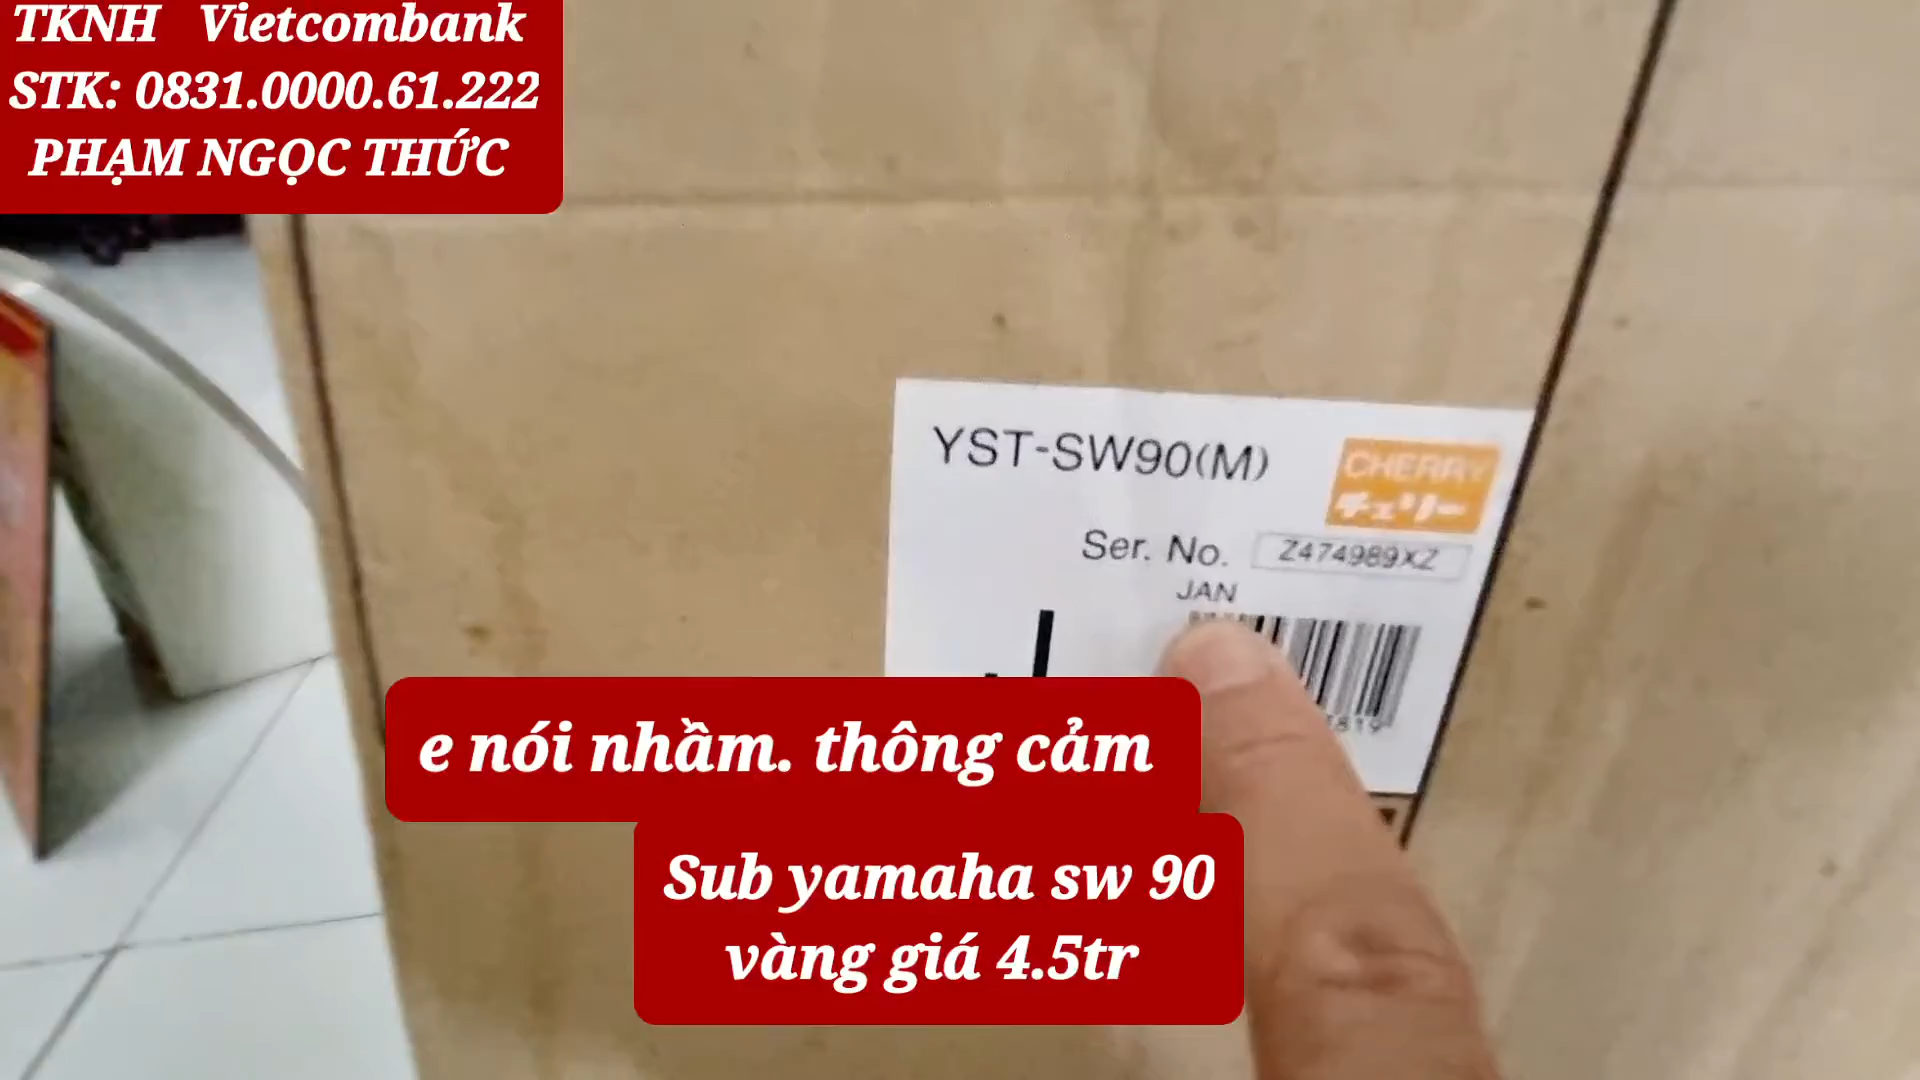 TKNH Vietcombank
STK: 0831.0000.61.222
PHẠM NGỌC THỨC
YST-SW90(M)
CHERRY
チェリー
Ser. No. Z474989XZ
JAN
e nói nhầm. thông cảm
Sub yamaha sw 90
vàng giá 4.5tr